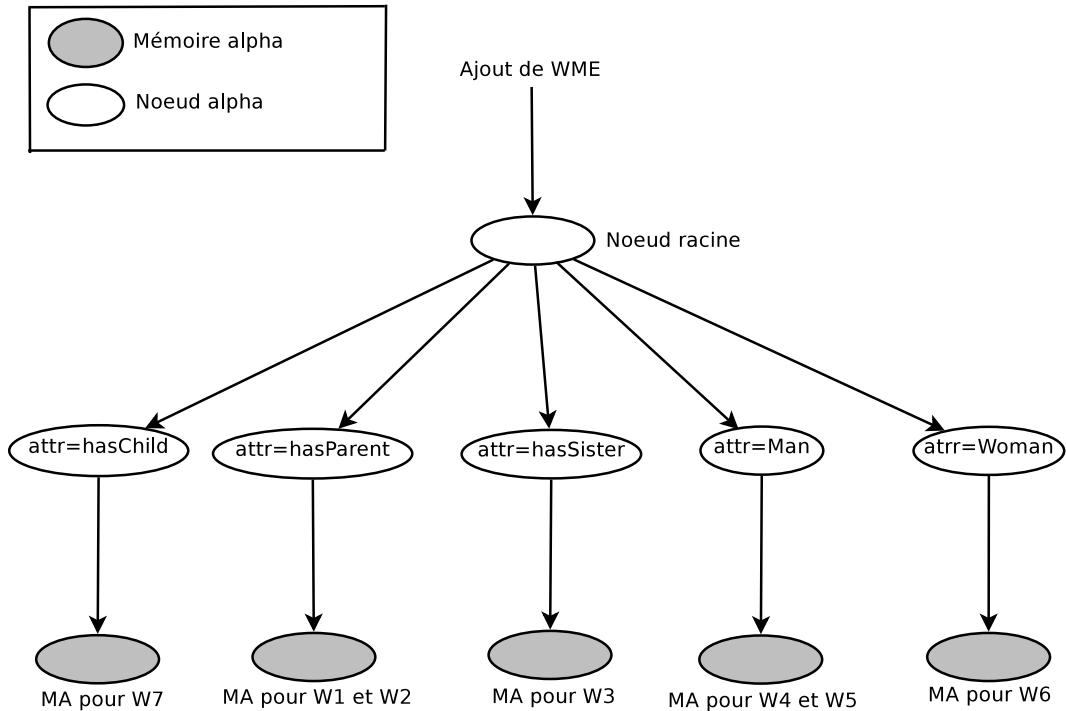 Mémoire alpha
Noeud alpha
Ajout de WME
Noeud racine
attr=hasChild
attr=hasParent
attr=hasSister
attr=Man
atrr=Woman
MA pour W7
MA pour W1 et W2
MA pour W3
MA pour W4 et W5
MA pour W6